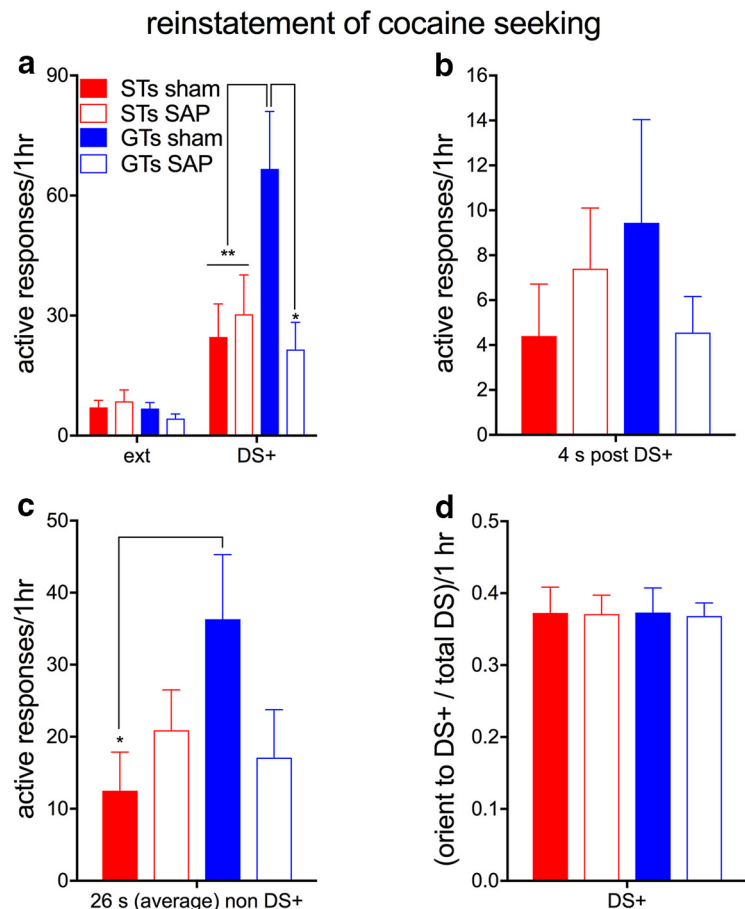 reinstatement of cocaine seeking
a
active responses/1hr
90
60
30
0
STs sham
STs SAP
GTs sham
GTs SAP
**
*
ext
DS+
b
active responses/1hr
16
14
12
10
8
6
4
2
0
4 s post DS+
c
active responses/1hr
50
40
30
20
10
0
*
26 s (average) non DS+
d
(orient to DS+ / total DS)/1 hr
0.5
0.4
0.3
0.2
0.1
0.0
DS+